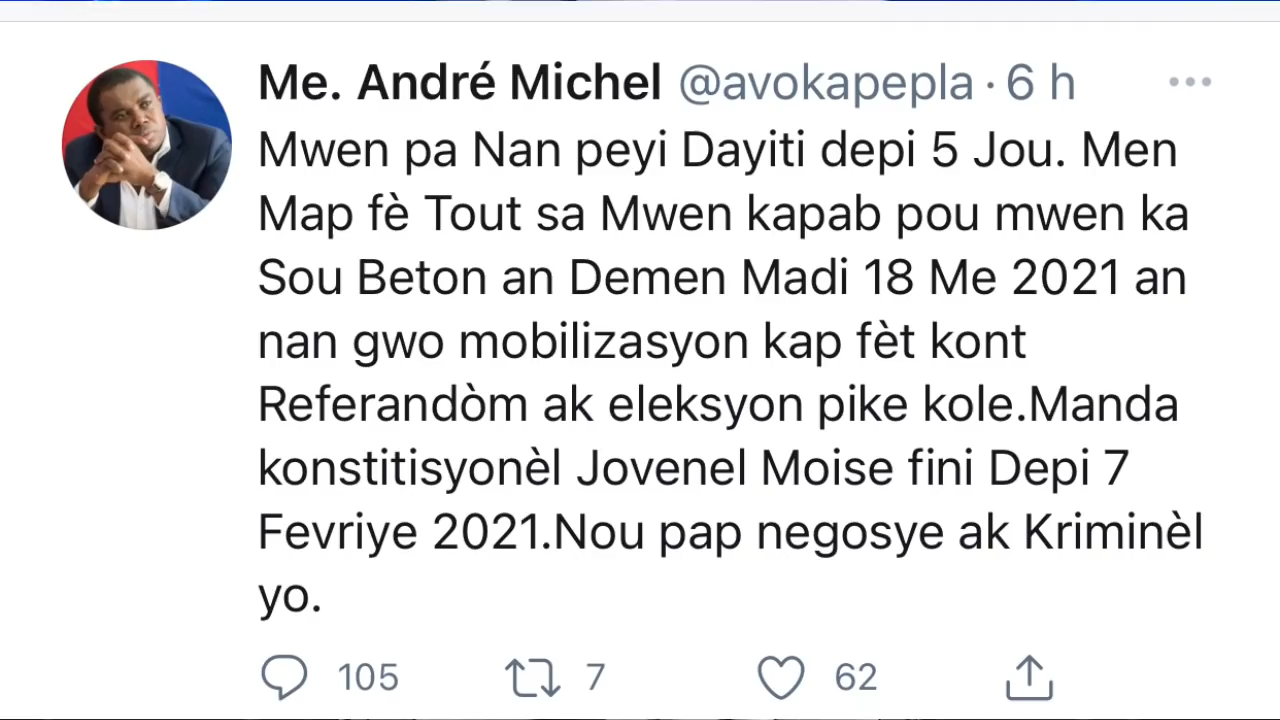 Me. André Michel @avokapepla · 6 h
Mwen pa Nan peyi Dayiti depi 5 Jou. Men
Map fè Tout sa Mwen kapab pou mwen ka
Sou Beton an Demen Madi 18 Me 2021 an
nan gwo mobilizasyon kap fèt kont
Referandòm ak eleksyon pike kole.Manda
konstitisyonèl Jovenel Moise fini Depi 7
Fevriye 2021.Nou pap negosye ak Kriminèl
yo.
105 7 62